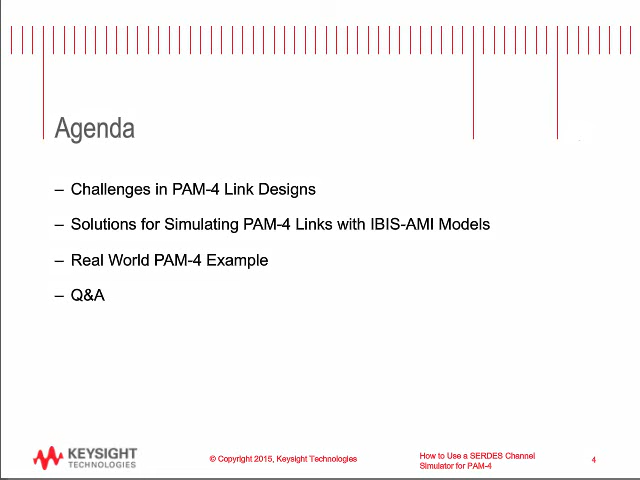 Agenda
– Challenges in PAM-4 Link Designs
– Solutions for Simulating PAM-4 Links with IBIS-AMI Models
– Real World PAM-4 Example
– Q&A
KEYSIGHT
TECHNOLOGIES
© Copyright 2015, Keysight Technologies
How to Use a SERDES Channel
Simulator for PAM-4
4